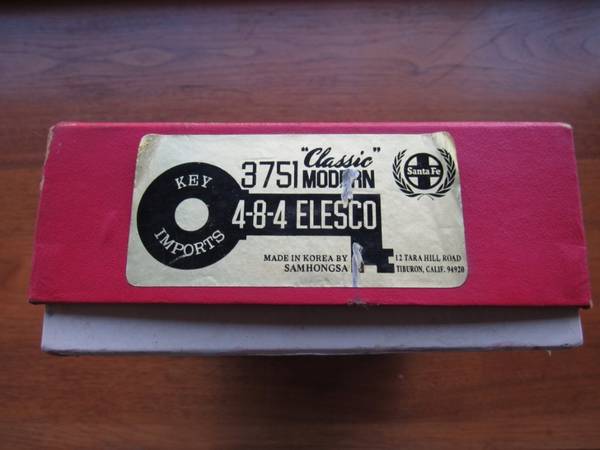 KEY
IMPORTS
3751 "Classic"
MODERN
4-8-4 ELESCO
Santa Fe
MADE IN KOREA BY
SAMHONGSA
12 TARA HILL ROAD
TIBURON, CALIF. 94920